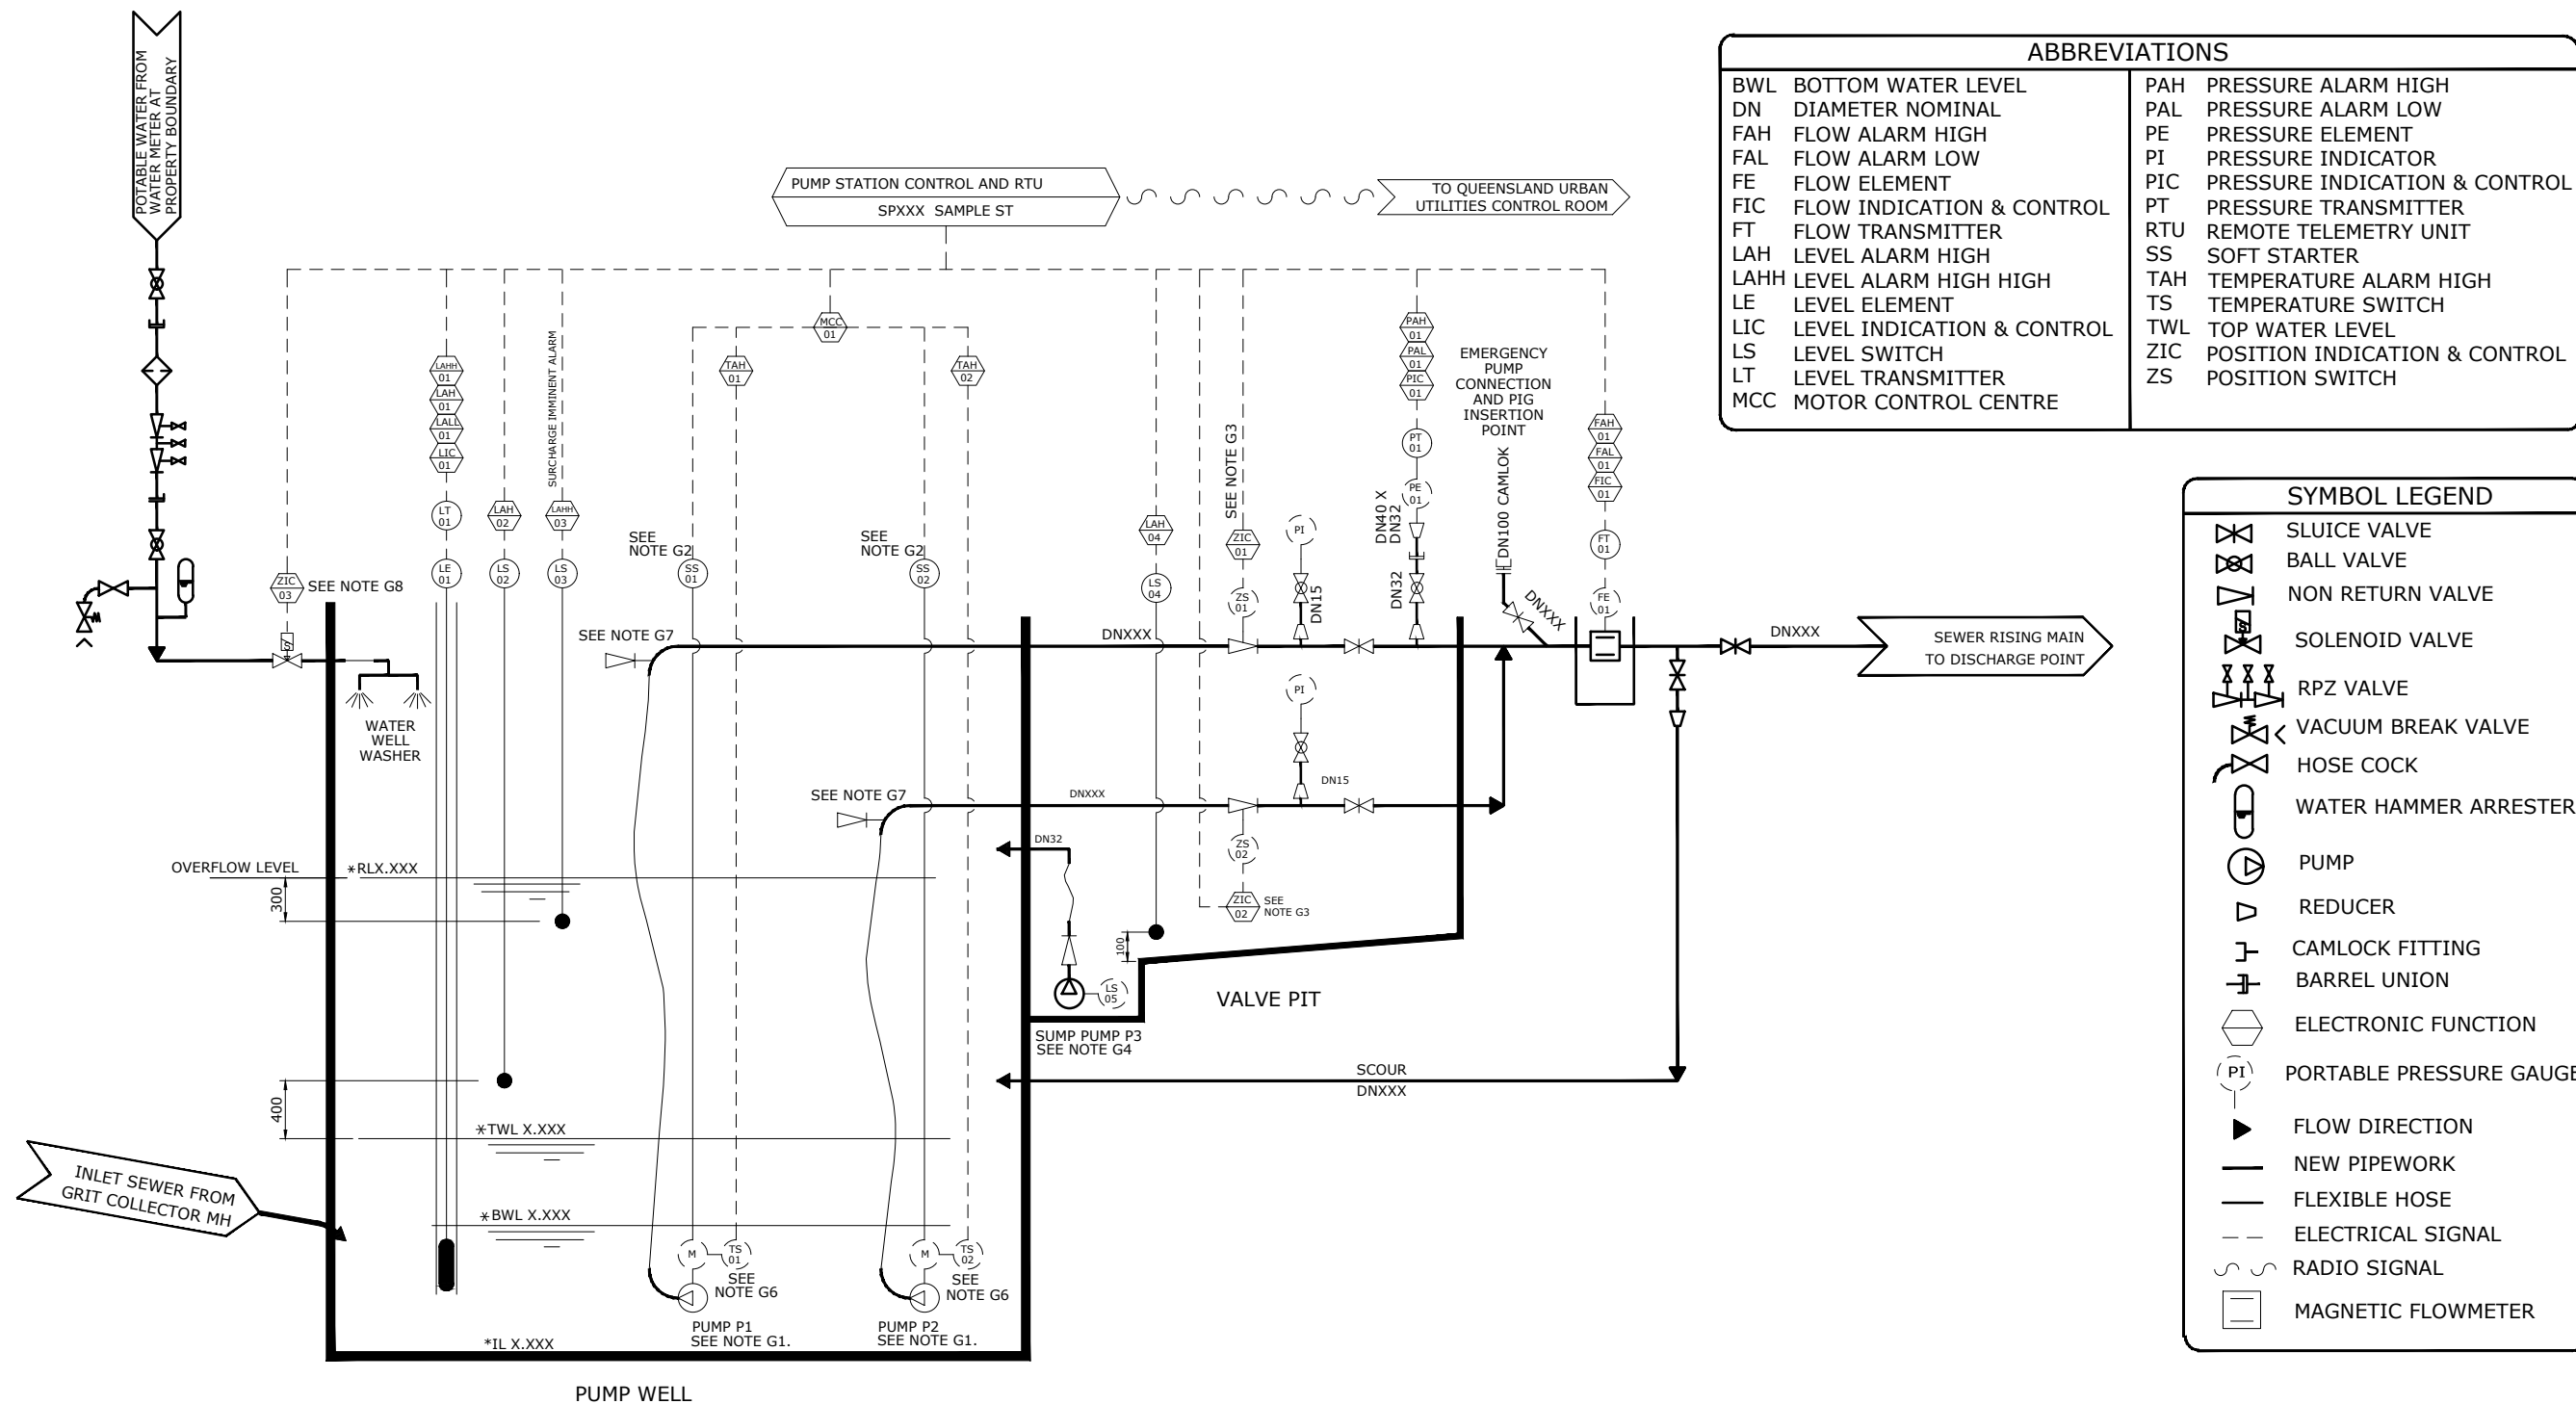 POTABLE WATER FROM
WATER METER AT
PROPERTY BOUNDARY
PUMP STATION CONTROL AND RTU
SPXXX SAMPLE ST
TO QUEENSLAND URBAN
UTILITIES CONTROL ROOM
ABBREVIATIONS
BWL BOTTOM WATER LEVEL
DN DIAMETER NOMINAL
FAH FLOW ALARM HIGH
FAL FLOW ALARM LOW
FE FLOW ELEMENT
FIC FLOW INDICATION & CONTROL
FT FLOW TRANSMITTER
LAH LEVEL ALARM HIGH
LAHH LEVEL ALARM HIGH HIGH
LE LEVEL ELEMENT
LIC LEVEL INDICATION & CONTROL
LS LEVEL SWITCH
LT LEVEL TRANSMITTER
MCC MOTOR CONTROL CENTRE
PAH PRESSURE ALARM HIGH
PAL PRESSURE ALARM LOW
PE PRESSURE ELEMENT
PI PRESSURE INDICATOR
PIC PRESSURE INDICATION & CONTROL
PT PRESSURE TRANSMITTER
RTU REMOTE TELEMETRY UNIT
SS SOFT STARTER
TAH TEMPERATURE ALARM HIGH
TS TEMPERATURE SWITCH
TWL TOP WATER LEVEL
ZIC POSITION INDICATION & CONTROL
ZS POSITION SWITCH
MCC
01
LAHH
01
LAH
01
LALL
01
LIC
01
LT
01
LE
01
LAH
02
LS
02
SURCHARGE IMMINENT ALARM
LAHH
03
LS
03
TAH
01
TAH
02
SEE
NOTE G2
SS
01
SEE
NOTE G2
SS
02
LAH
04
LS
04
SEE NOTE G3
ZIC
01
ZS
01
PI
DN15
PAH
01
PAL
01
PIC
01
PT
01
PE
01
DN40 X
DN32
DN32
EMERGENCY
PUMP
CONNECTION
AND PIG
INSERTION
POINT
DN100 CAMLOK
DNXXX
FAH
01
FAL
01
FIC
01
FT
01
FE
01
ZIC
03
SEE NOTE G8
S
WATER
WELL
WASHER
SEE NOTE G7
DNXXX
DNXXX
SEWER RISING MAIN
TO DISCHARGE POINT
PI
DN15
SEE NOTE G7
DNXXX
DN32
ZS
02
ZIC
02
SEE
NOTE G3
OVERFLOW LEVEL
*RLX.XXX
300
100
LS
05
VALVE PIT
SUMP PUMP P3
SEE NOTE G4
SCOUR
DNXXX
400
*TWL X.XXX
INLET SEWER FROM
GRIT COLLECTOR MH
*BWL X.XXX
M
TS
01
SEE
NOTE G6
M
TS
02
SEE
NOTE G6
PUMP P1
SEE NOTE G1.
PUMP P2
SEE NOTE G1.
*IL X.XXX
PUMP WELL
SYMBOL LEGEND
SLUICE VALVE
BALL VALVE
NON RETURN VALVE
S
SOLENOID VALVE
RPZ VALVE
VACUUM BREAK VALVE
HOSE COCK
WATER HAMMER ARRESTER
PUMP
REDUCER
CAMLOCK FITTING
BARREL UNION
ELECTRONIC FUNCTION
PI PORTABLE PRESSURE GAUGE
FLOW DIRECTION
NEW PIPEWORK
FLEXIBLE HOSE
ELECTRICAL SIGNAL
RADIO SIGNAL
MAGNETIC FLOWMETER